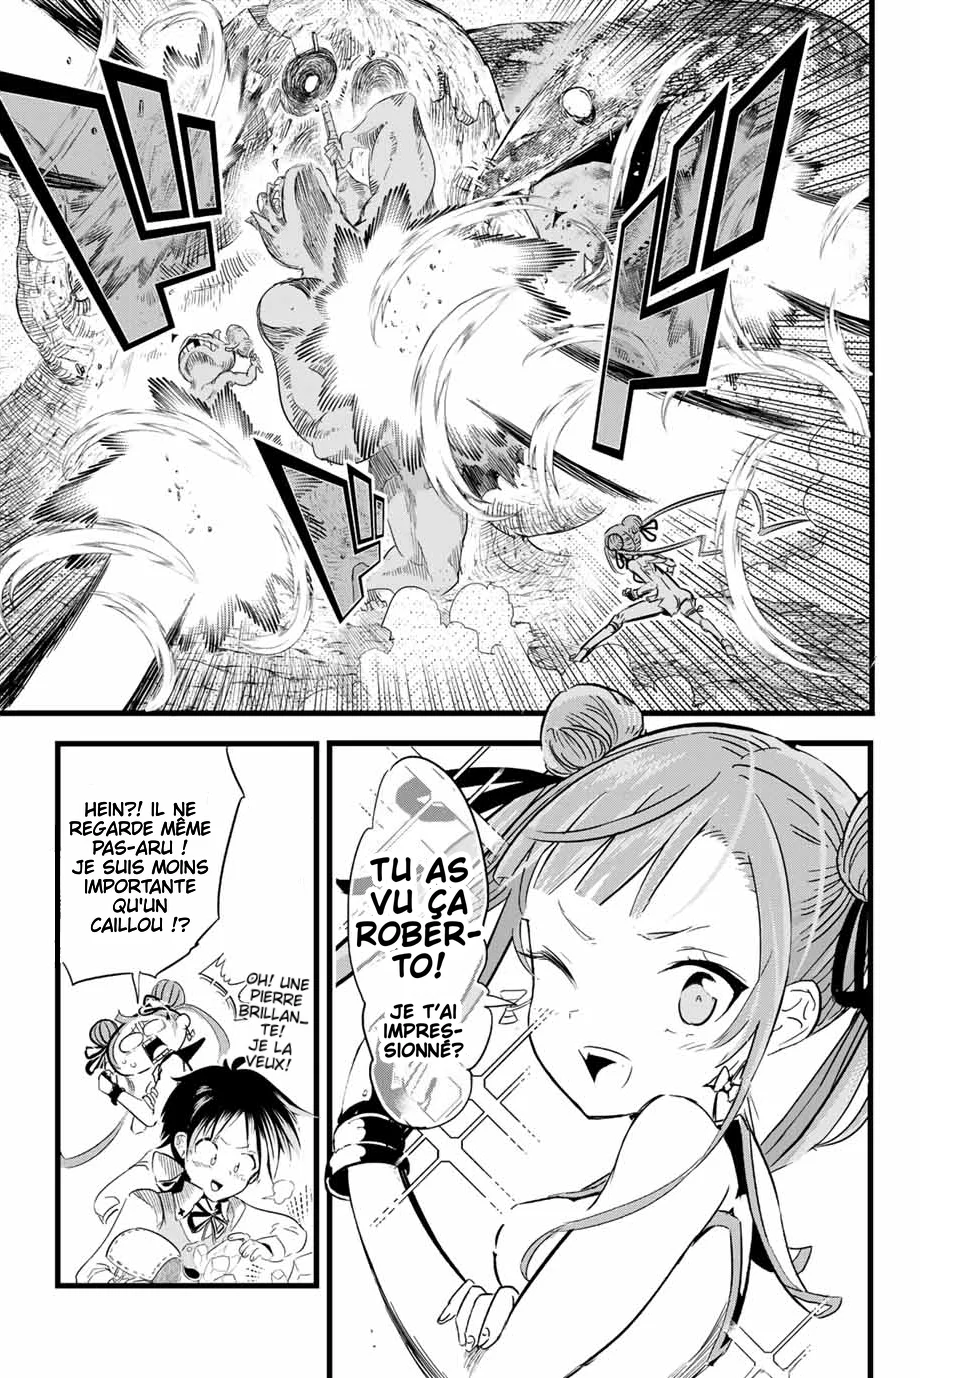 TU AS
VU ÇA
ROBER-
TO!
JE T'AI
IMPRES-
SIONNÉ?
HEIN?! IL NE
REGARDE MÊME
PAS-ARU !
JE SUIS MOINS
IMPORTANTE
QU'UN
CAILLOU !?
OH! UNE
PIERRE
BRILLAN_
TE!
JE LA
VEUX!